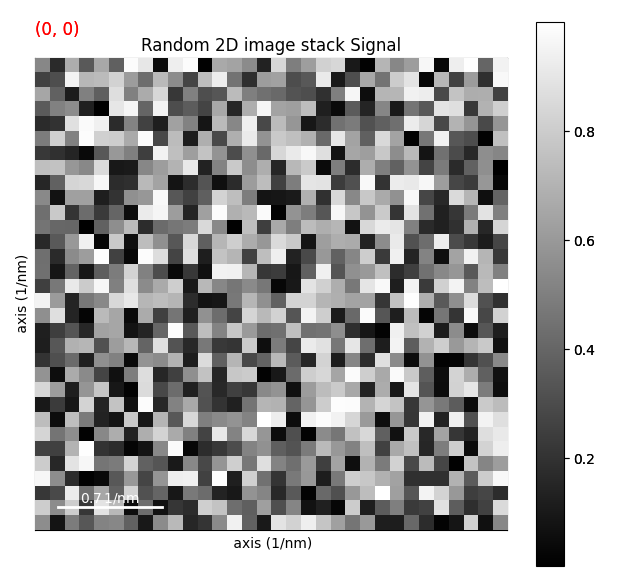 (0, 0)
Random 2D image stack Signal
axis (1/nm)
0.7 1/nm
axis (1/nm)
0.8
0.6
0.4
0.2